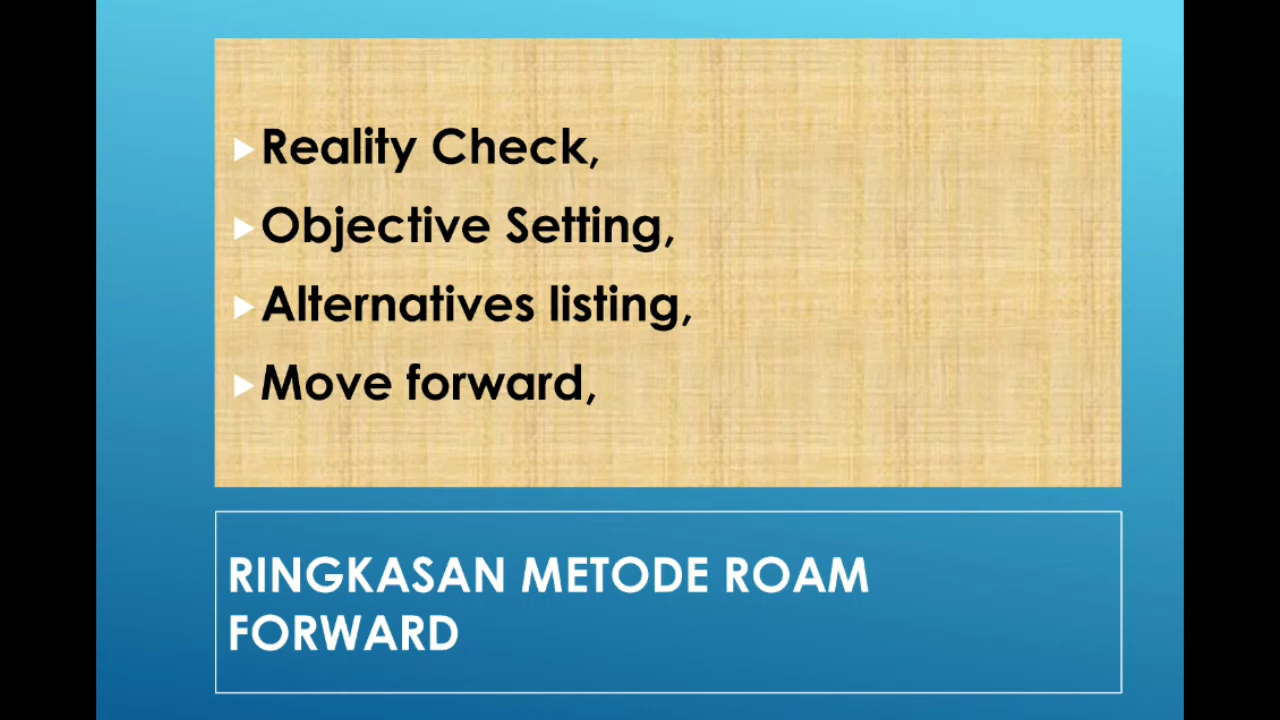 Reality Check,
Objective Setting,
Alternatives listing,
Move forward,
RINGKASAN METODE ROAM
FORWARD